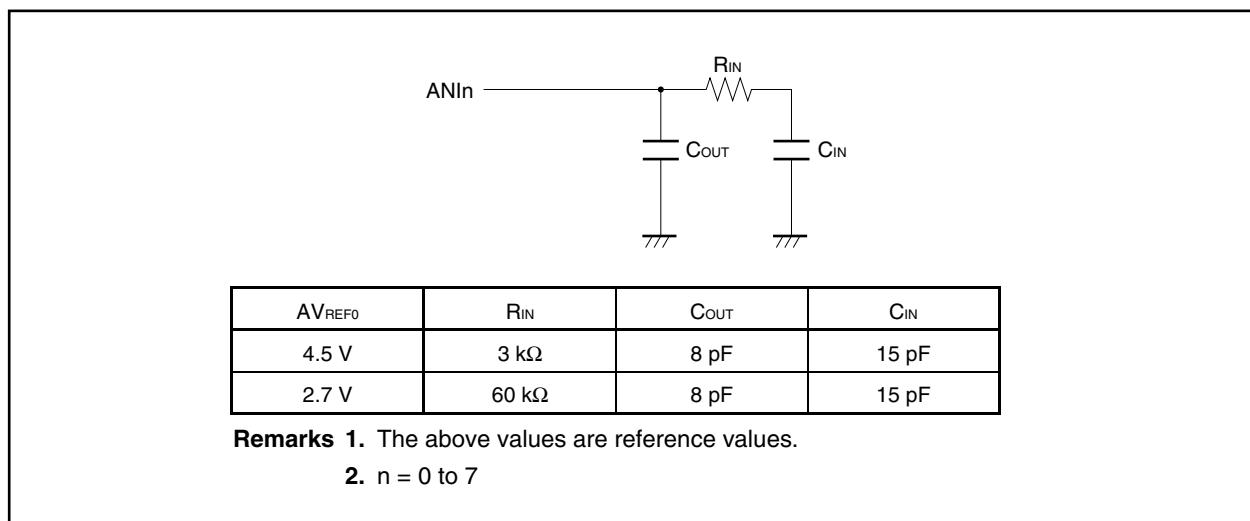 RIN
ANIn
COUT
CIN
AVREF0 RIN COUT CIN
4.5 V 3 kΩ 8 pF 15 pF
2.7 V 60 kΩ 8 pF 15 pF
Remarks 1. The above values are reference values.
2. n = 0 to 7